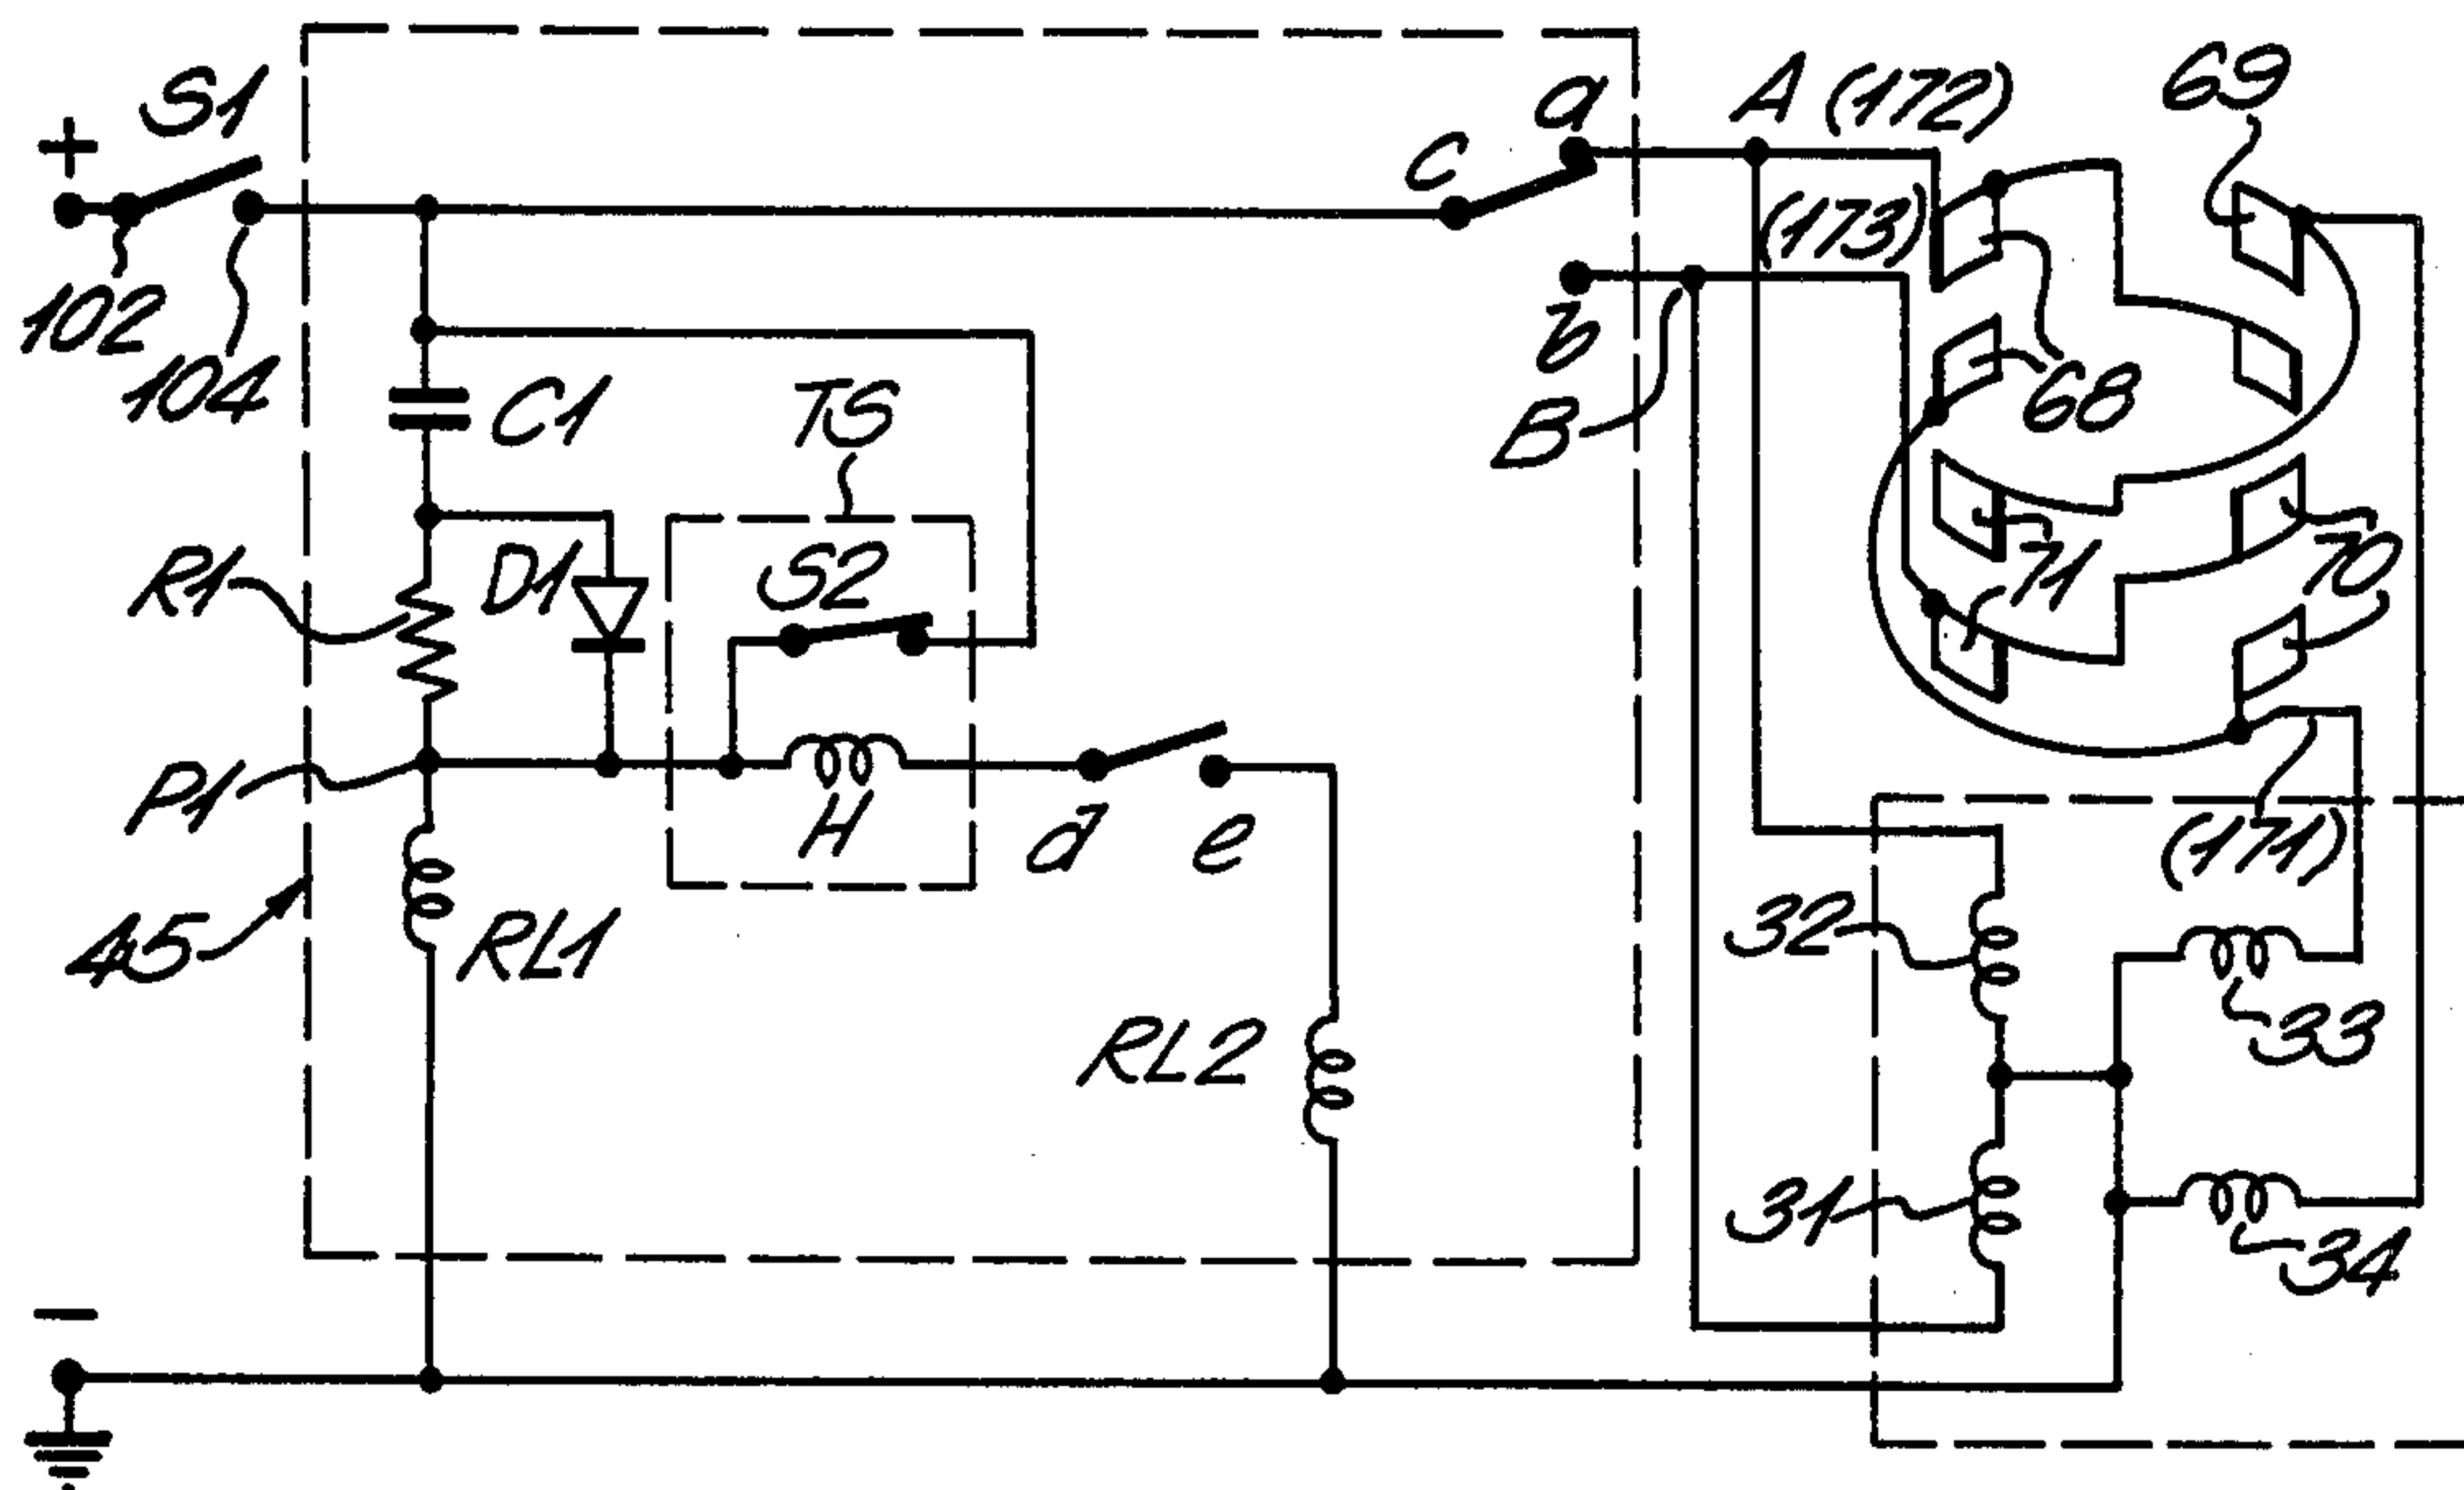 +
S1
102
104
C
a
A (172)
69
(173)
b
B
68
C1
TS
R1
D1
S2
71
70
P1
H
d
e
(171)
45
RL1
32
33
RL2
31
34
−